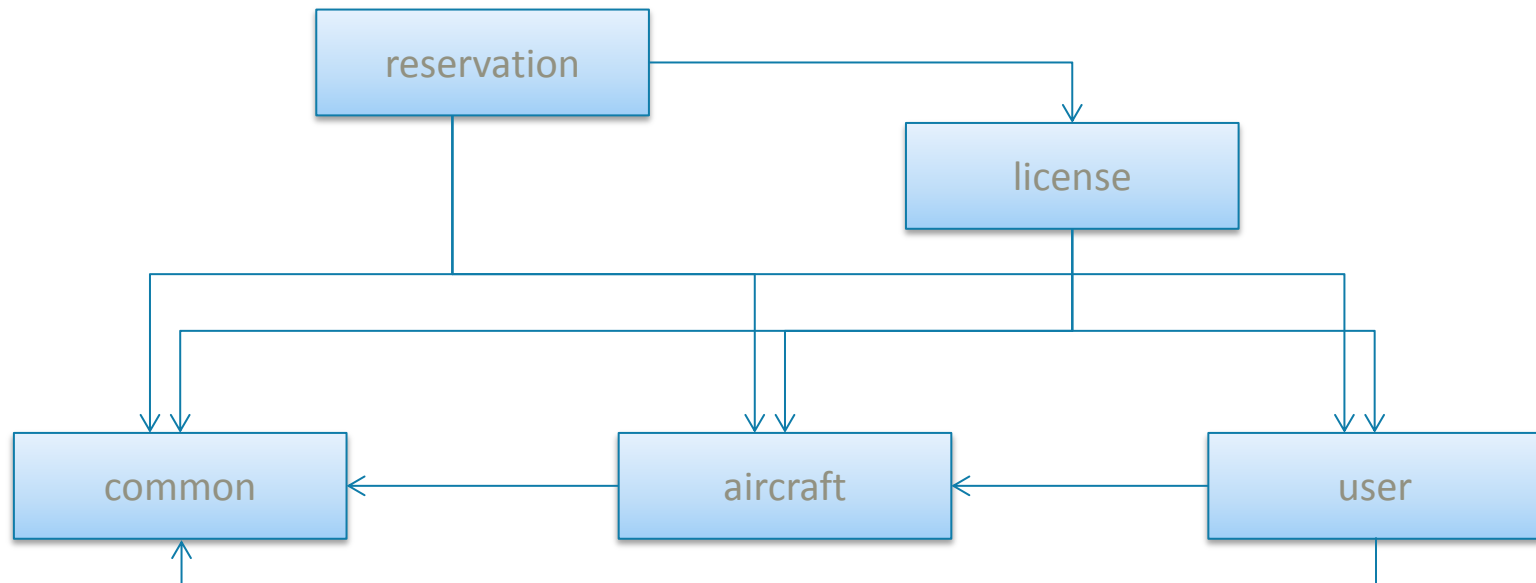 reservation
license
common
aircraft
user